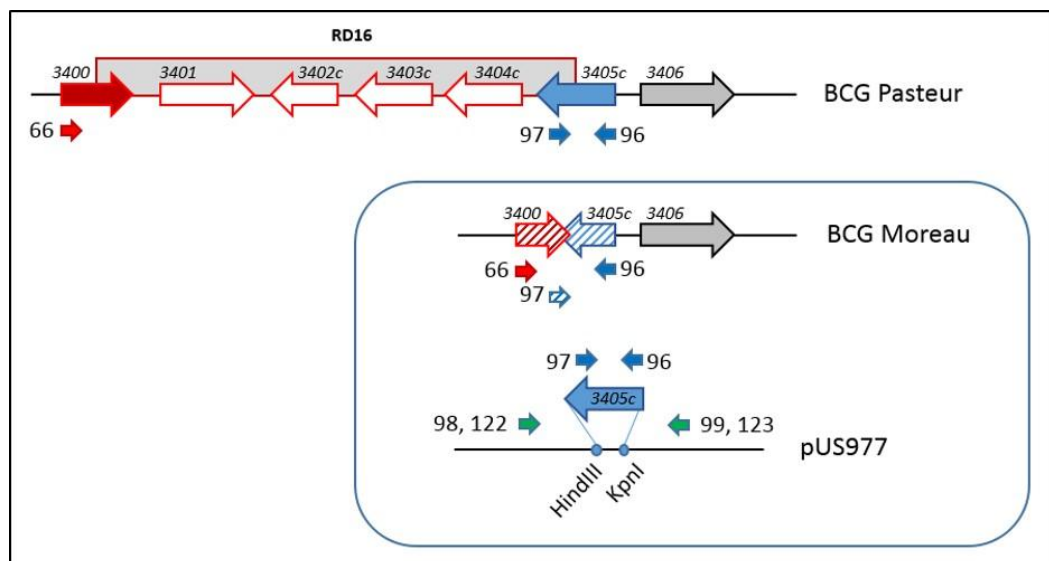 RD16
3400 3401 3402c 3403c 3404c 3405c 3406
BCG Pasteur
66 97 96
3400 3405c 3406
BCG Moreau
66 96
97
97 96
3405c
98, 122 99, 123
pUS977
HindIII KpnI